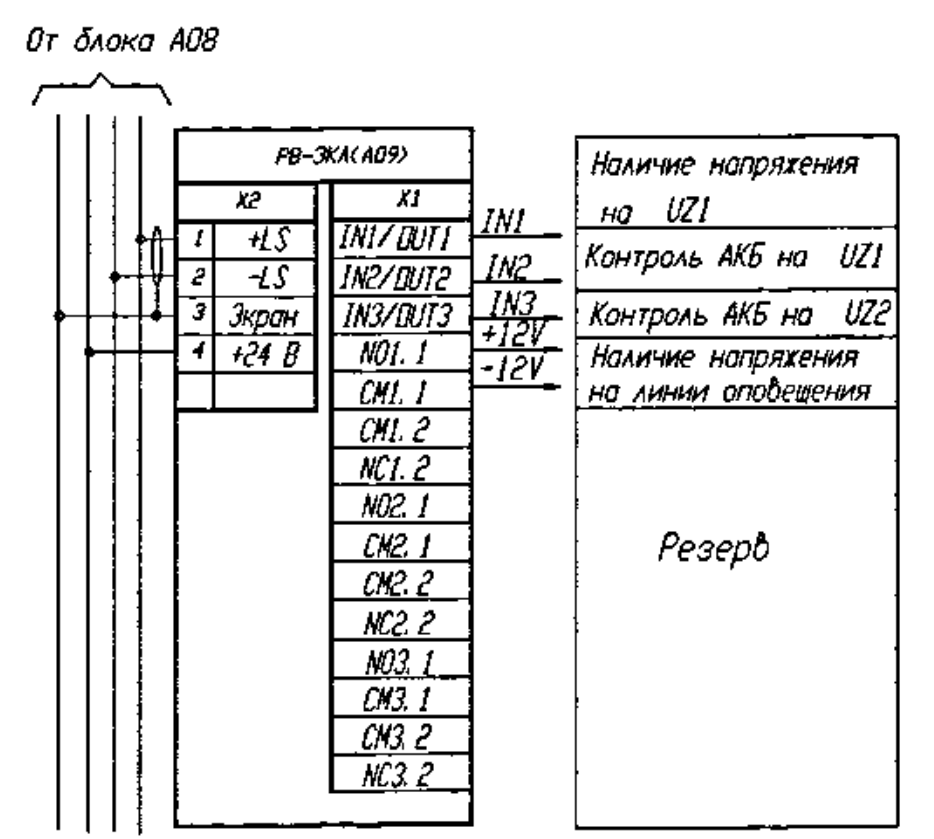 От блока А08
РВ-ЭКЛ(А09)
X2
X1
1 +LS
2 -LS
3 Экран
4 +24 В
IN1/OUT1
IN2/OUT2
IN3/OUT3
NO1.1
CM1.1
CM1.2
NC1.2
NO2.1
CM2.1
CM2.2
NC2.2
NO3.1
CM3.1
CM3.2
NC3.2
IN1
IN2
IN3
+12V
-12V
Наличие напряжения
на UZ1
Контроль АКБ на UZ1
Контроль АКБ на UZ2
Наличие напряжения
на линии оповещения
Резерв